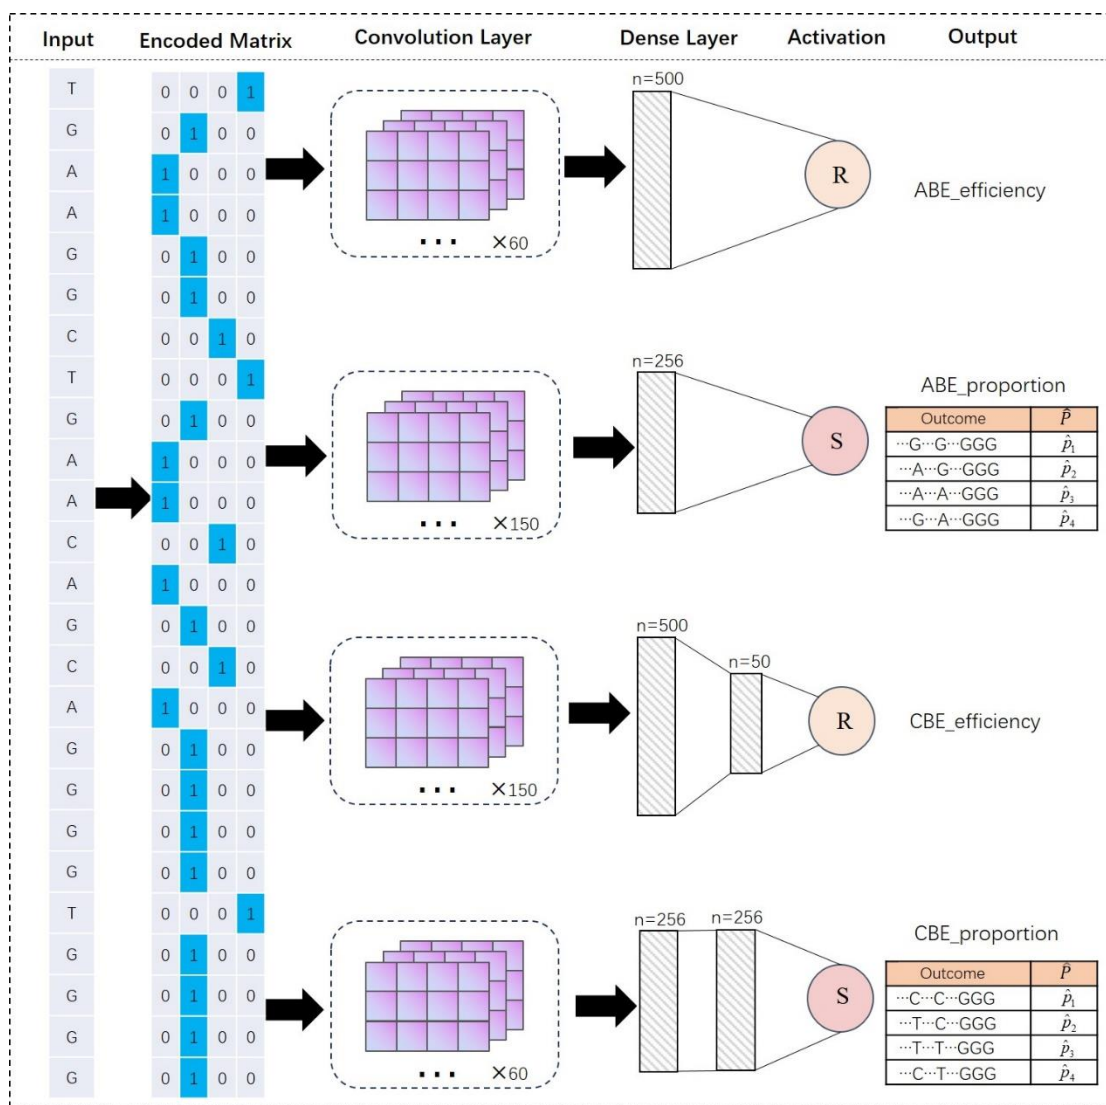 Input Encoded Matrix Convolution Layer Dense Layer Activation Output
T 0 0 0 1
G 0 1 0 0
A 1 0 0 0
A 1 0 0 0
G 0 1 0 0
G 0 1 0 0
C 0 0 1 0
T 0 0 0 1
G 0 1 0 0
A 1 0 0 0
A 1 0 0 0
C 0 0 1 0
A 1 0 0 0
G 0 1 0 0
C 0 0 1 0
A 1 0 0 0
G 0 1 0 0
G 0 1 0 0
G 0 1 0 0
G 0 1 0 0
T 0 0 0 1
G 0 1 0 0
G 0 1 0 0
G 0 1 0 0
G 0 1 0 0
... ×60
n=500
R
ABE_efficiency
... ×150
n=256
S
ABE_proportion
Outcome P̂
···G···G···GGG p̂₁
···A···G···GGG p̂₂
···A···A···GGG p̂₃
···G···A···GGG p̂₄
... ×150
n=500
n=50
R
CBE_efficiency
... ×60
n=256 n=256
S
CBE_proportion
Outcome P̂
···C···C···GGG p̂₁
···T···C···GGG p̂₂
···T···T···GGG p̂₃
···C···T···GGG p̂₄